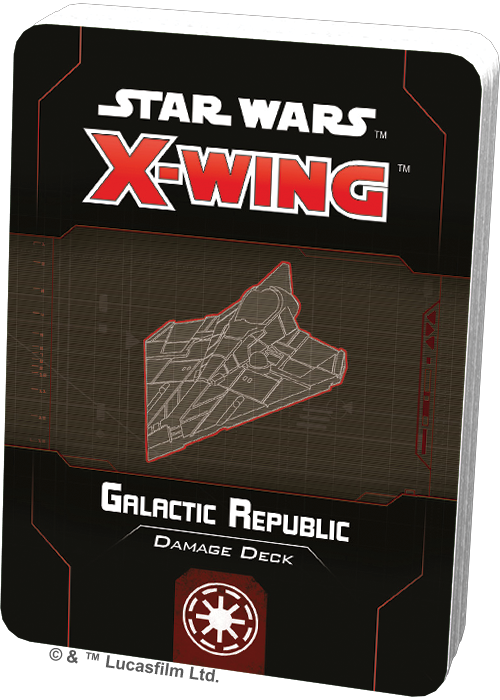 STAR WARS ™
X-WING ™
GALACTIC REPUBLIC
DAMAGE DECK
© & ™ Lucasfilm Ltd.